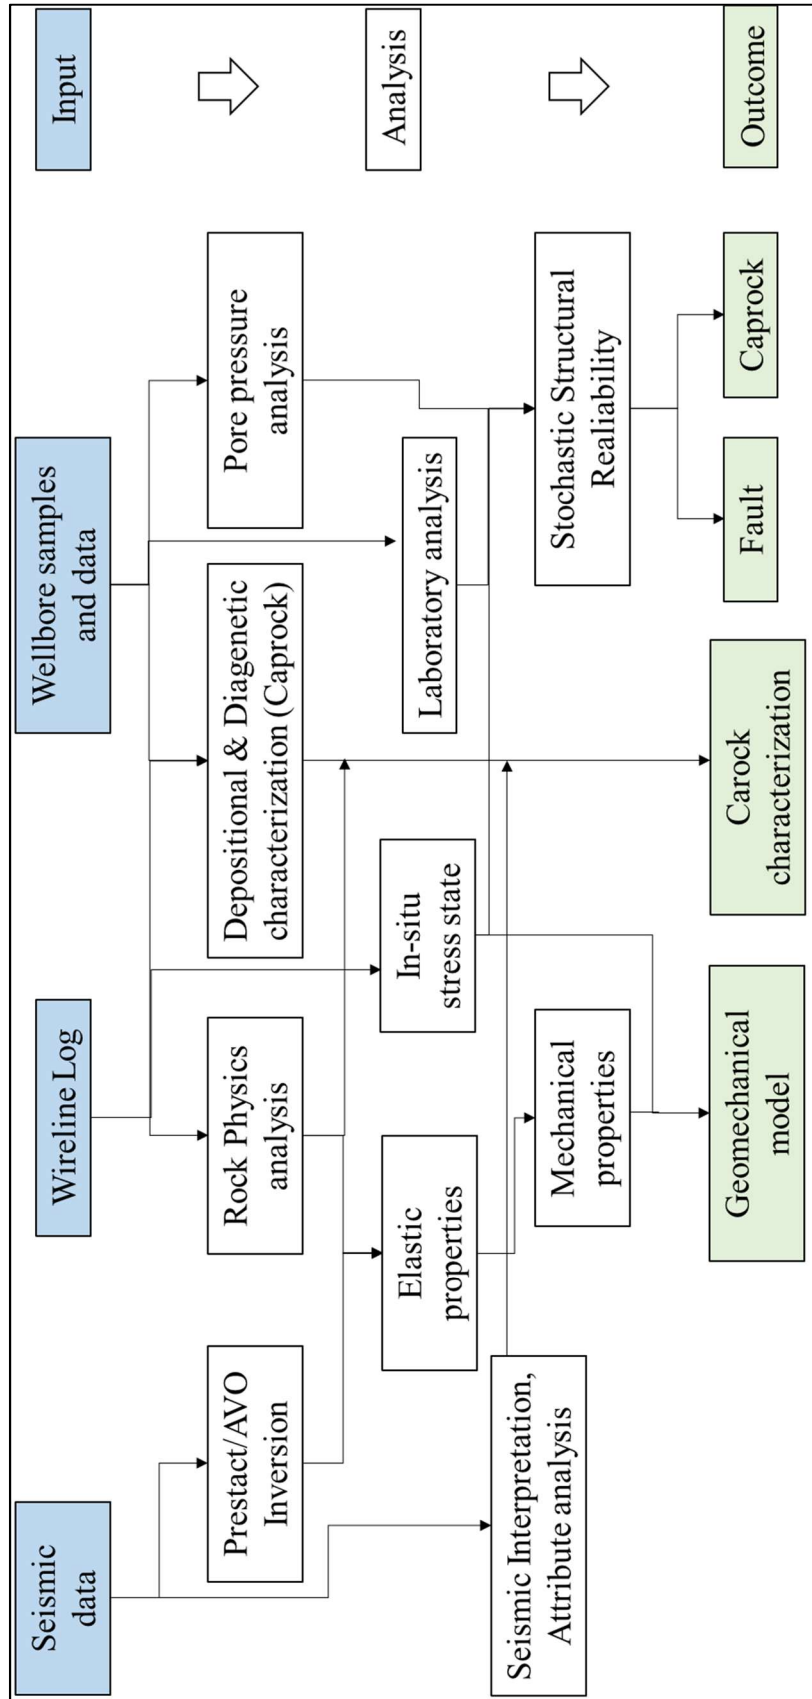 Seismic
data
Wireline Log
Wellbore samples
and data
Input
Prestact/AVO
Inversion
Rock Physics
analysis
Depositional & Diagenetic
characterization (Caprock)
Pore pressure
analysis
Elastic
properties
In-situ
stress state
Laboratory analysis
Analysis
Seismic Interpretation,
Attribute analysis
Mechanical
properties
Stochastic Structural
Realiability
Geomechanical
model
Carock
characterization
Fault
Caprock
Outcome